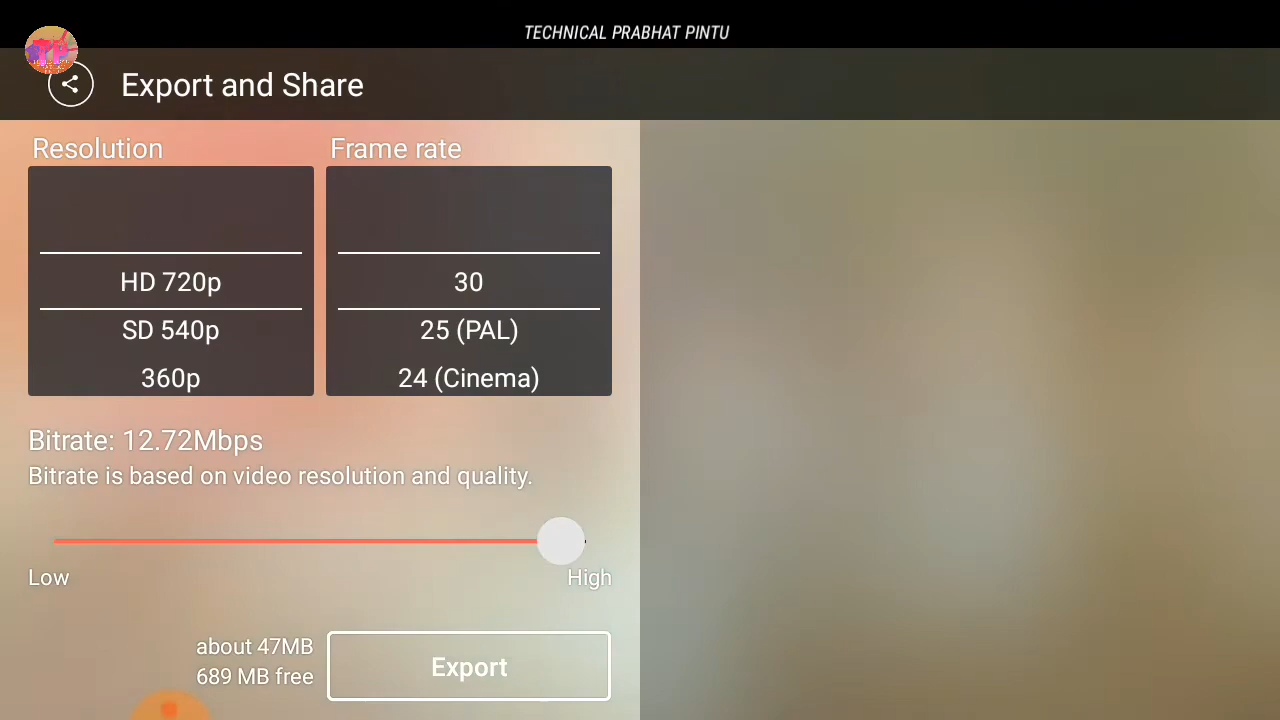 TECHNICAL PRABHAT PINTU
Export and Share
Resolution
Frame rate
HD 720p
SD 540p
360p
30
25 (PAL)
24 (Cinema)
Bitrate: 12.72Mbps
Bitrate is based on video resolution and quality.
Low
High
about 47MB
689 MB free
Export